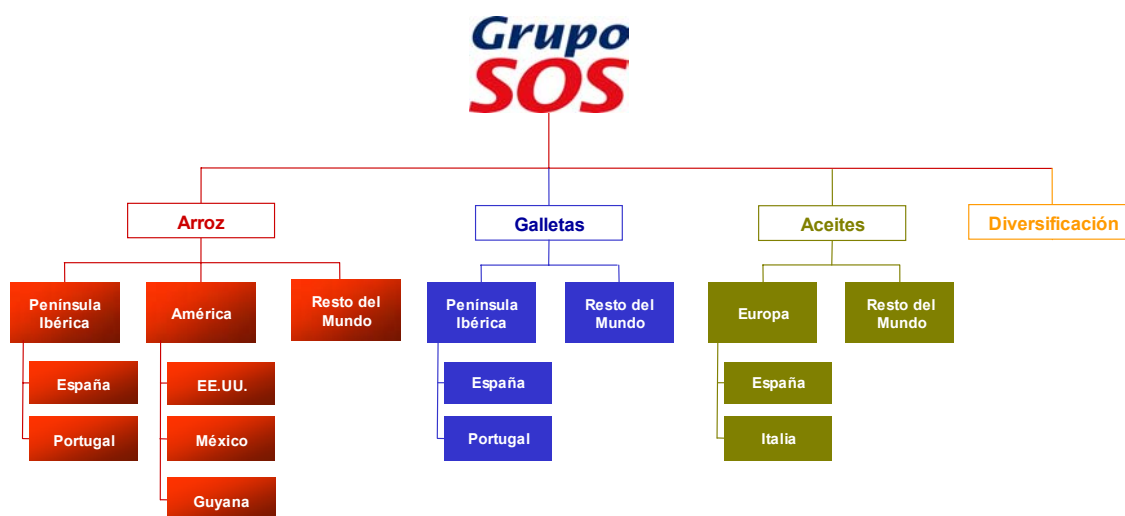 Grupo
SOS
Arroz
Galletas
Aceites
Diversificación
Península
Ibérica
América
Resto del
Mundo
Península
Ibérica
Resto del
Mundo
Europa
Resto del
Mundo
España
EE.UU.
España
España
Portugal
México
Portugal
Italia
Guyana